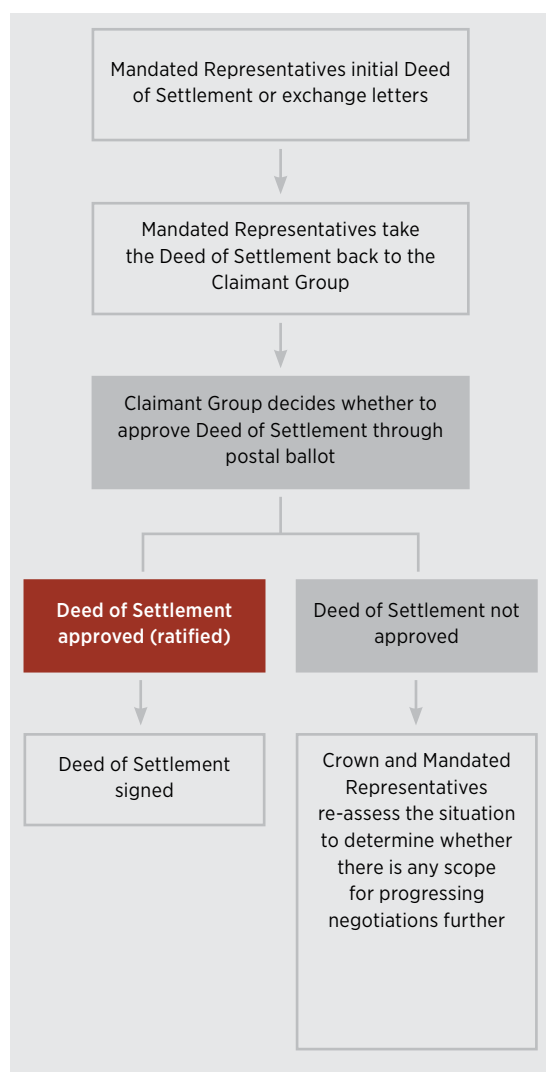 Mandated Representatives initial Deed
of Settlement or exchange letters
Mandated Representatives take
the Deed of Settlement back to the
Claimant Group
Claimant Group decides whether to
approve Deed of Settlement through
postal ballot
Deed of Settlement
approved (ratified)
Deed of Settlement not
approved
Deed of Settlement
signed
Crown and Mandated
Representatives
re-assess the situation
to determine whether
there is any scope
for progressing
negotiations further